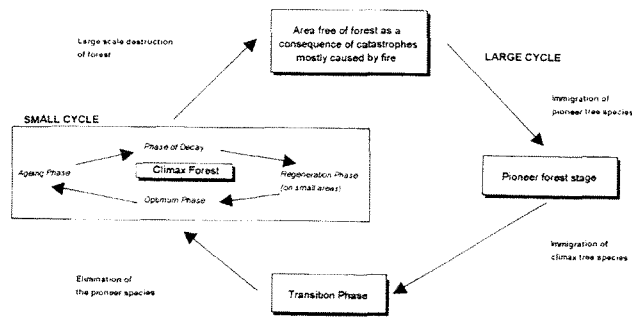 Area free of forest as a
consequence of catastrophes
mostly caused by fire
Large scale destruction
of forest
LARGE CYCLE
Immigration of
pioneer tree species
SMALL CYCLE
Phase of Decay
Climax Forest
Ageing Phase
Regeneration Phase
(on small areas)
Optimum Phase
Pioneer forest stage
Immigration of
climax tree species
Elimination of
the pioneer species
Transition Phase